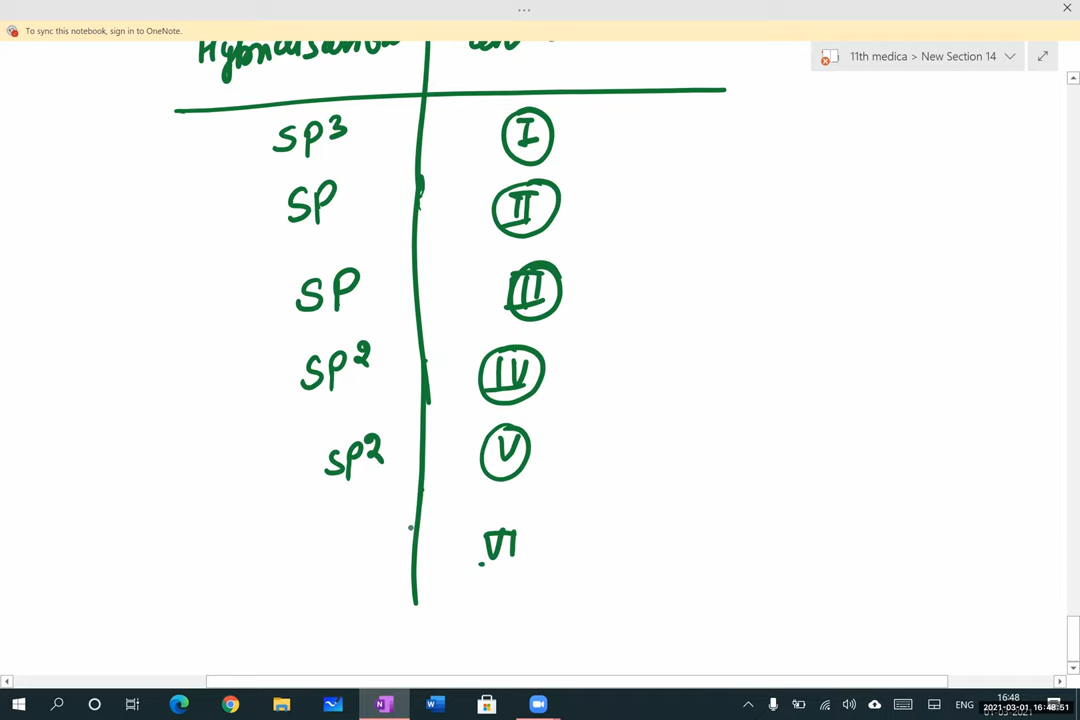 To sync this notebook, sign in to OneNote.
11th medica > New Section 14
Hybridisation
SP3 I
SP II
SP III
SP2 IV
SP2 V
VI
16:48
ENG
2021-03-01, 16:48:51